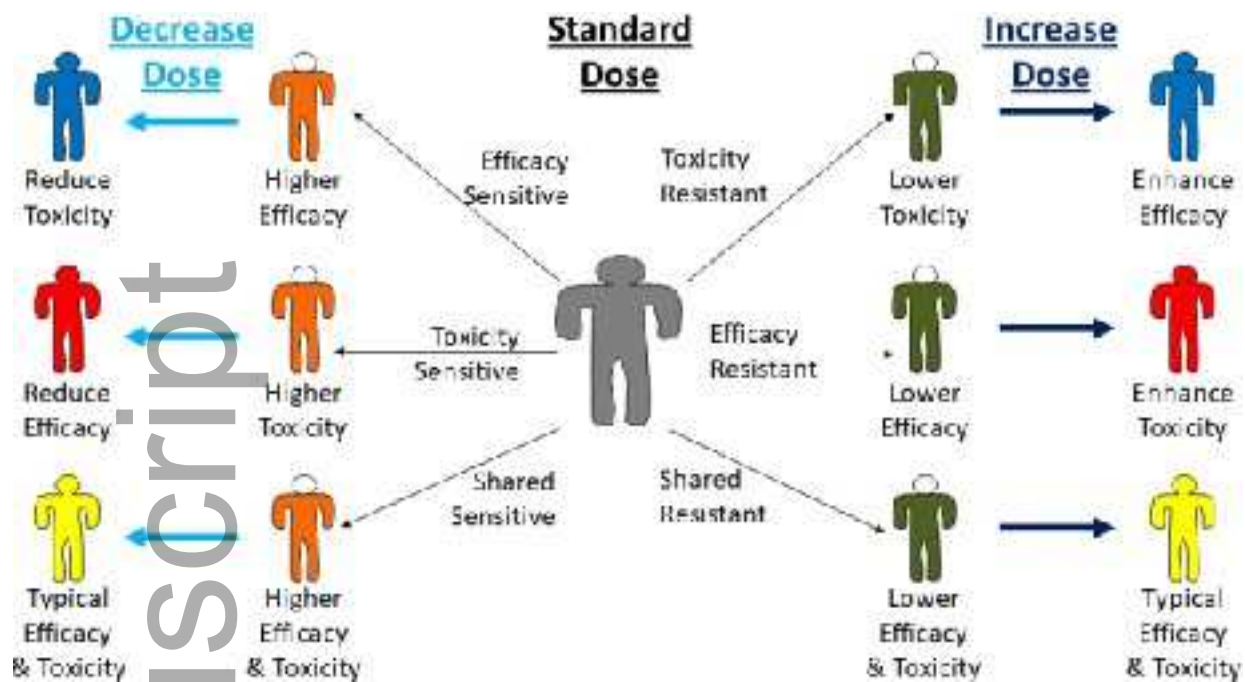 Decrease
Dose
Standard
Dose
Increase
Dose
Reduce
Toxicity
Higher
Efficacy
Efficacy
Sensitive
Toxicity
Resistant
Lower
Toxicity
Enhance
Efficacy
Reduce
Efficacy
Higher
Toxicity
Toxicity
Sensitive
Efficacy
Resistant
Lower
Efficacy
Enhance
Toxicity
Typical
Efficacy
& Toxicity
Higher
Efficacy
& Toxicity
Shared
Sensitive
Shared
Resistant
Lower
Efficacy
& Toxicity
Typical
Efficacy
& Toxicity
uscript